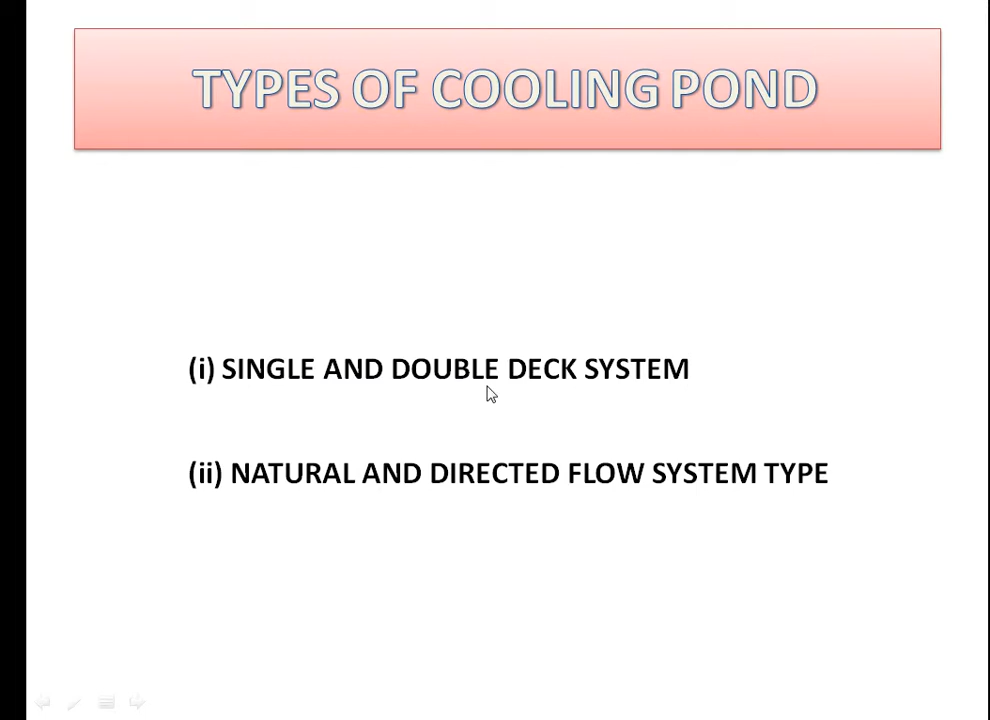 TYPES OF COOLING POND
(i) SINGLE AND DOUBLE DECK SYSTEM
(ii) NATURAL AND DIRECTED FLOW SYSTEM TYPE